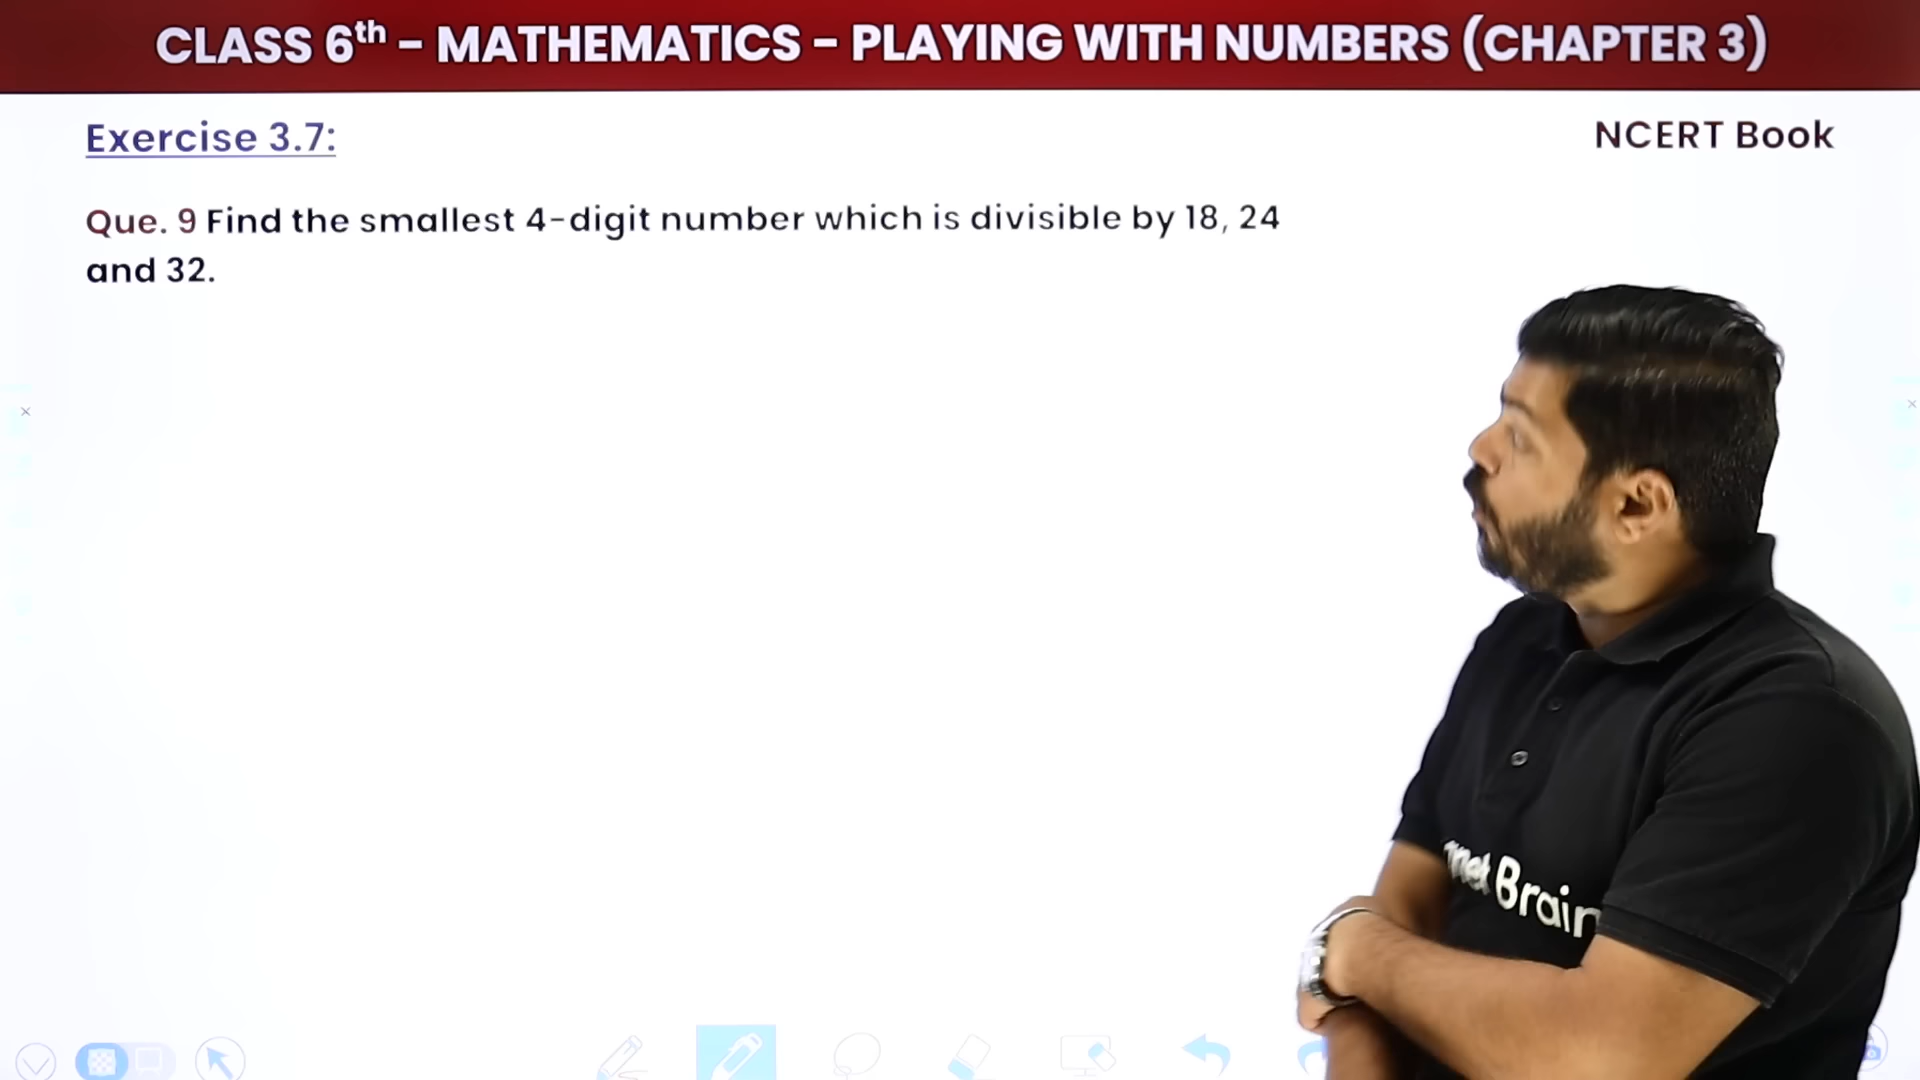 CLASS 6th – MATHEMATICS – PLAYING WITH NUMBERS (CHAPTER 3)
Exercise 3.7:
NCERT Book
Que. 9 Find the smallest 4-digit number which is divisible by 18, 24
and 32.
Brain